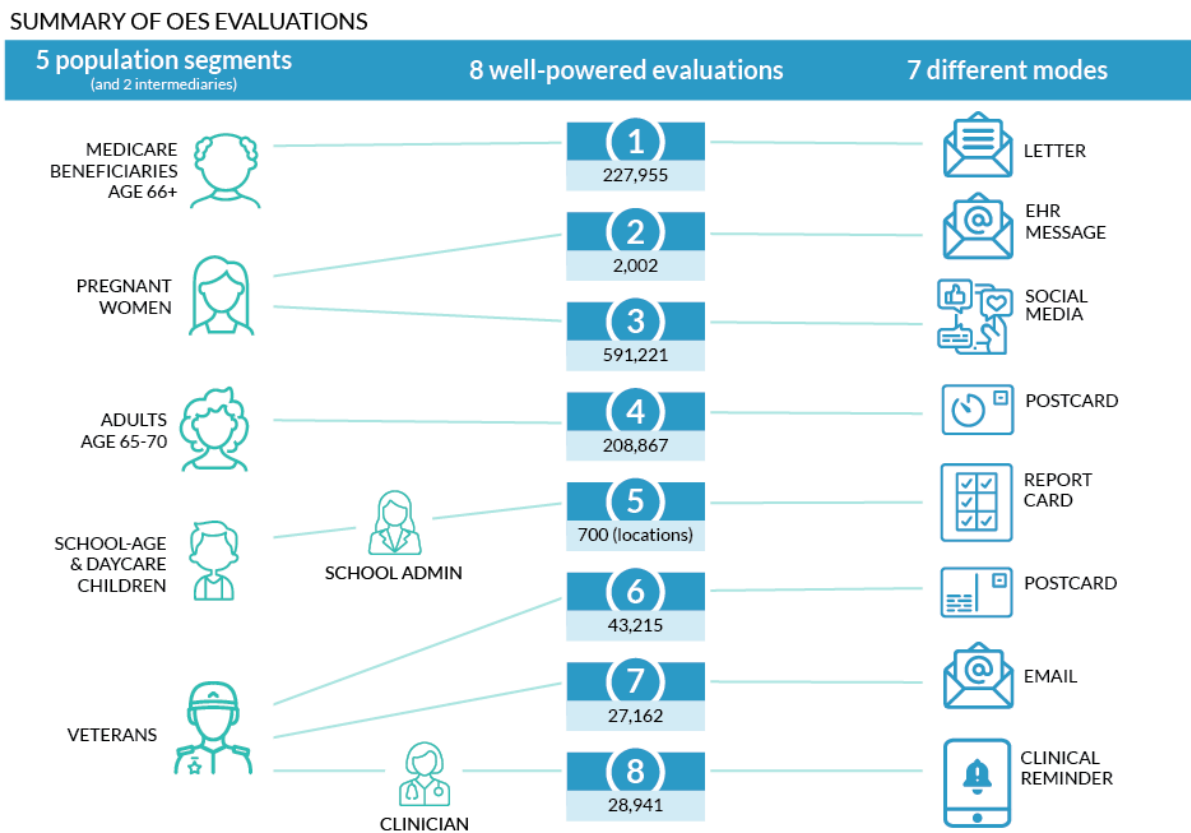 SUMMARY OF OES EVALUATIONS
5 population segments
(and 2 intermediaries)
8 well-powered evaluations
7 different modes
MEDICARE
BENEFICIARIES
AGE 66+
1
227,955
LETTER
PREGNANT
WOMEN
2
2,002
EHR
MESSAGE
3
591,221
SOCIAL
MEDIA
ADULTS
AGE 65-70
4
208,867
POSTCARD
SCHOOL-AGE
& DAYCARE
CHILDREN
SCHOOL ADMIN
5
700 (locations)
REPORT
CARD
VETERANS
6
43,215
POSTCARD
7
27,162
EMAIL
CLINICIAN
8
28,941
CLINICAL
REMINDER